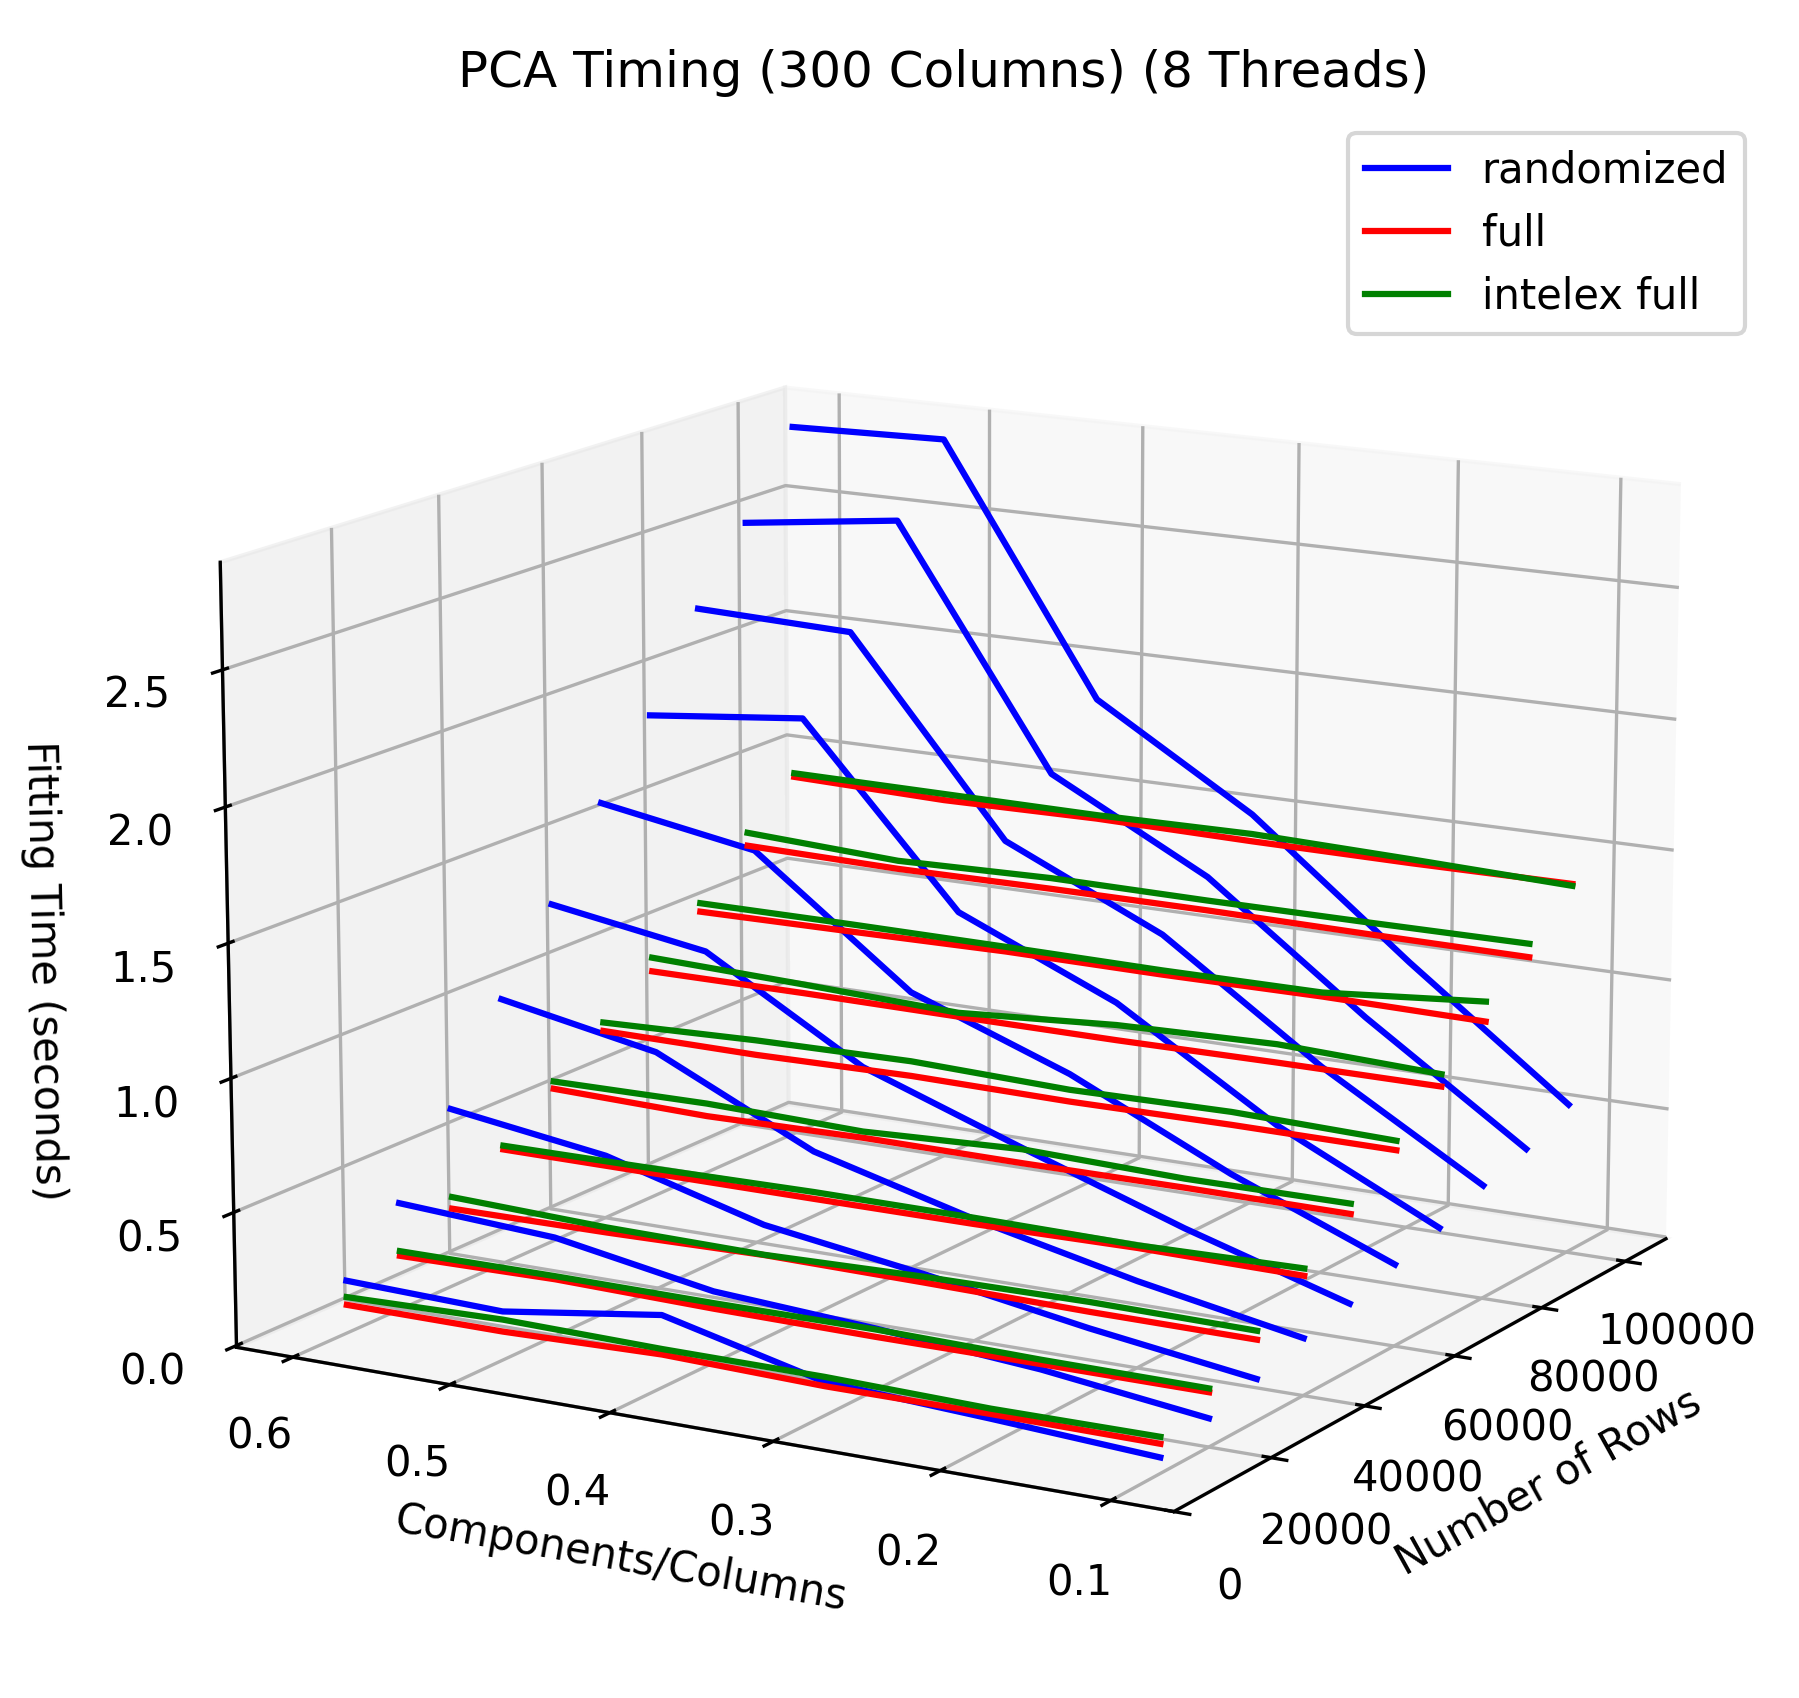 PCA Timing (300 Columns) (8 Threads)
randomized
full
intelex full
2.5
2.0
1.5
1.0
0.5
0.0
Fitting Time (seconds)
0.6
0.5
0.4
0.3
0.2
0.1
Components/Columns
0
20000
40000
60000
80000
100000
Number of Rows